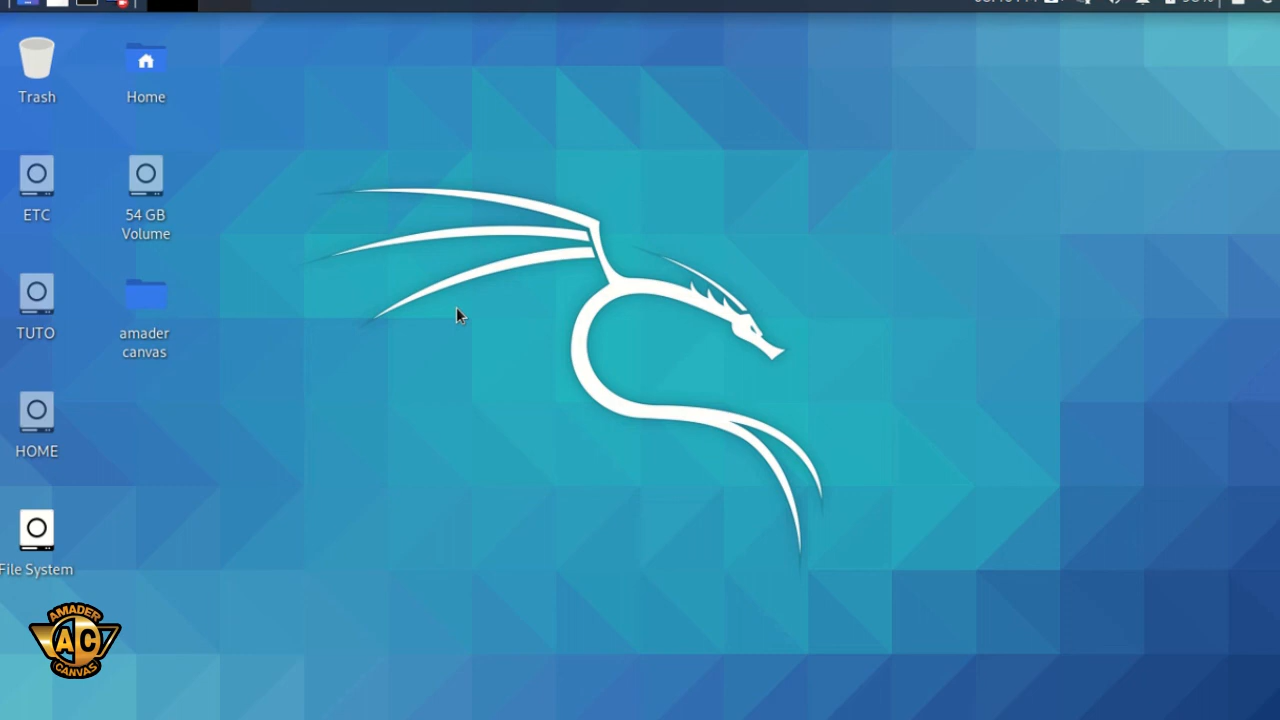 Trash
Home
ETC
54 GB
Volume
TUTO
amader
canvas
HOME
File System
AMADER
AC
CANVAS